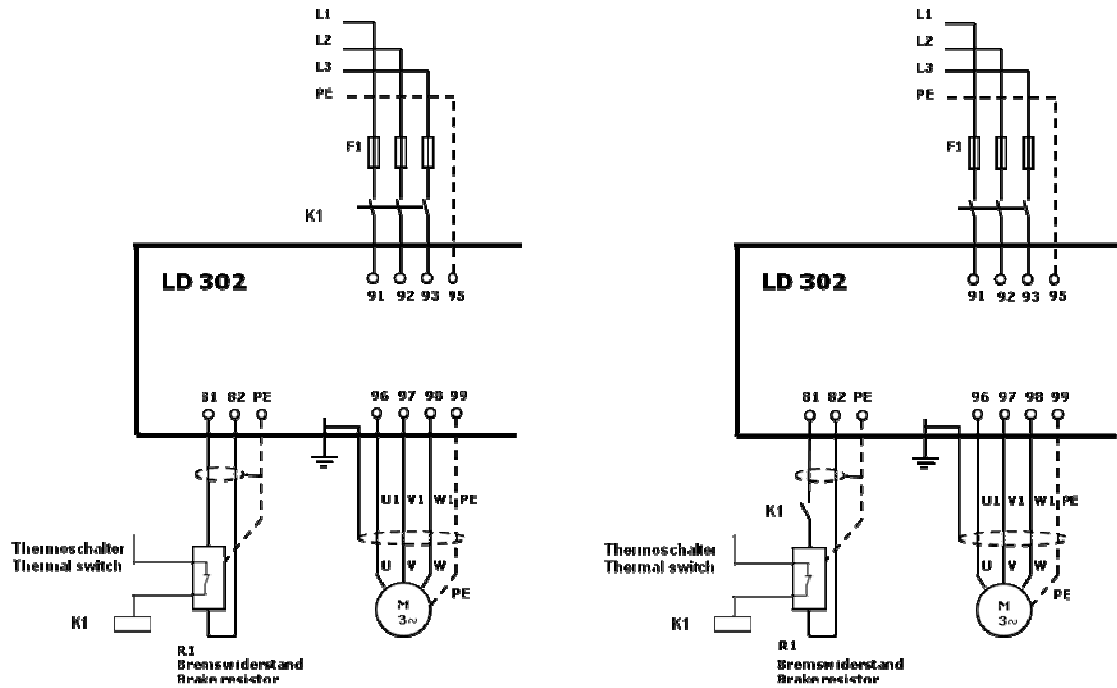 L1
L2
L3
PE
F1
K1
LD 302
91 92 93 95
81 82 PE
96 97 98 99
U1 V1 W1 PE
Thermoschalter
Thermal switch
U V W
PE
K1
M
3~
R1
Bremswiderstand
Brake resistor
L1
L2
L3
PE
F1
LD 302
91 92 93 95
81 82 PE
96 97 98 99
K1
U1 V1 W1 PE
Thermoschalter
Thermal switch
U V W
PE
K1
M
3~
R1
Bremswiderstand
Brake resistor